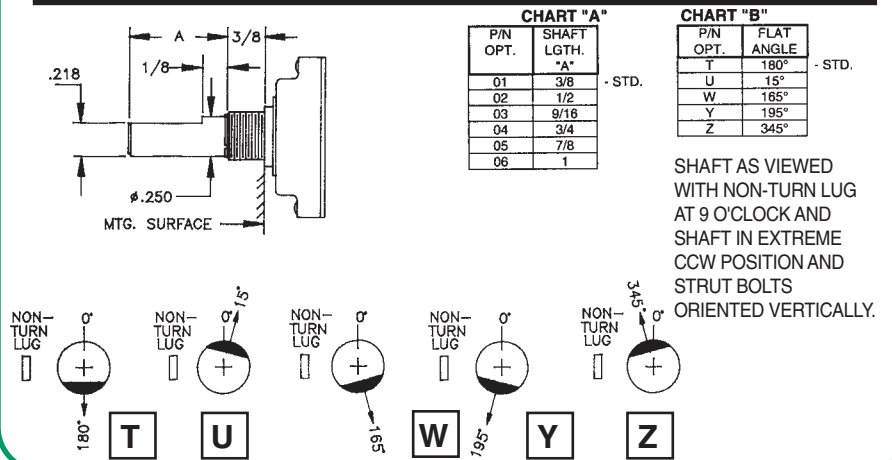 A
3/8
1/8
.218
ø.250
MTG. SURFACE
CHART "A"
P/N OPT. SHAFT LGTH. "A"
01 3/8 - STD.
02 1/2
03 9/16
04 3/4
05 7/8
06 1
CHART "B"
P/N OPT. FLAT ANGLE
T 180° - STD.
U 15°
W 165°
Y 195°
Z 345°
SHAFT AS VIEWED
WITH NON-TURN LUG
AT 9 O'CLOCK AND
SHAFT IN EXTREME
CCW POSITION AND
STRUT BOLTS
ORIENTED VERTICALLY.
NON-
TURN
LUG
0°
180°
T
NON-
TURN
LUG
0°
15°
U
NON-
TURN
LUG
0°
165°
W
NON-
TURN
LUG
0°
195°
Y
NON-
TURN
LUG
345°
0°
Z